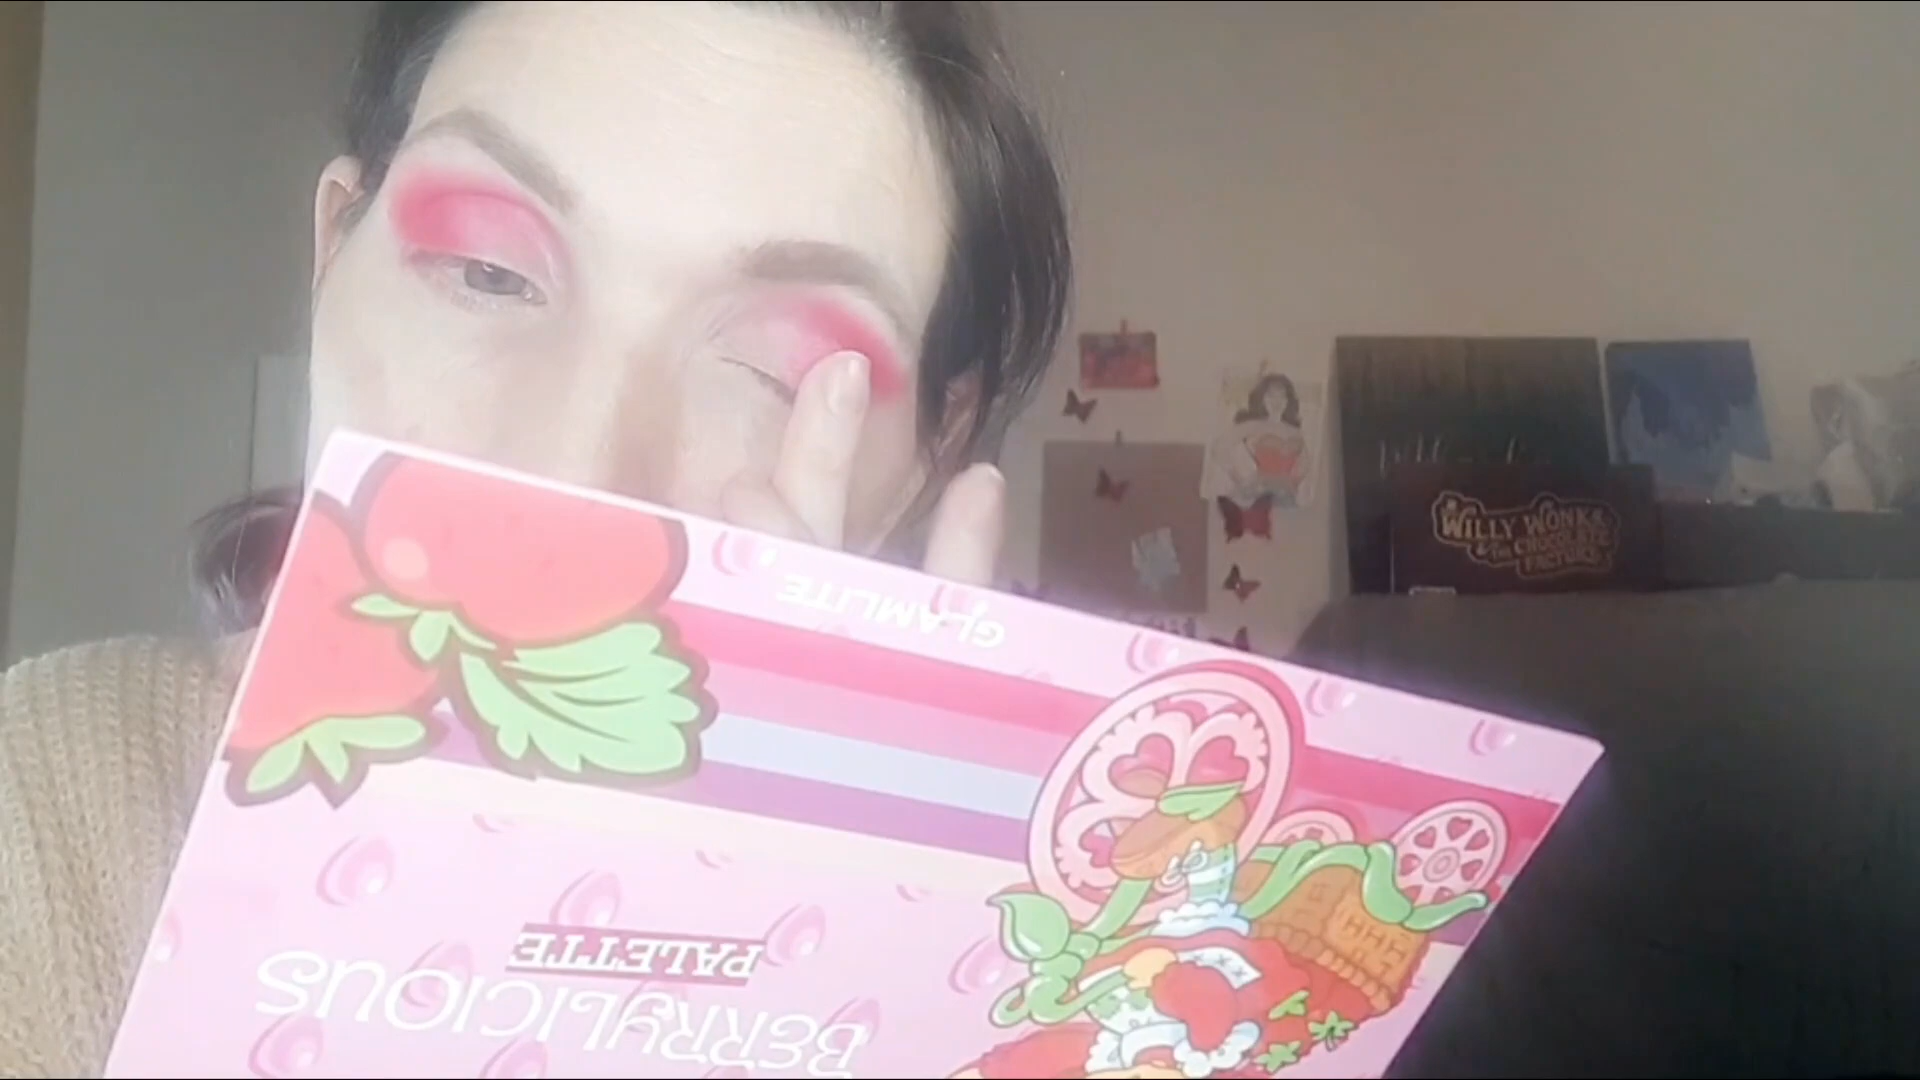 WILLY WONKA
& THE CHOCOLATE
FACTORY
GLAMLITE
BERRYLICIOUS
PALETTE